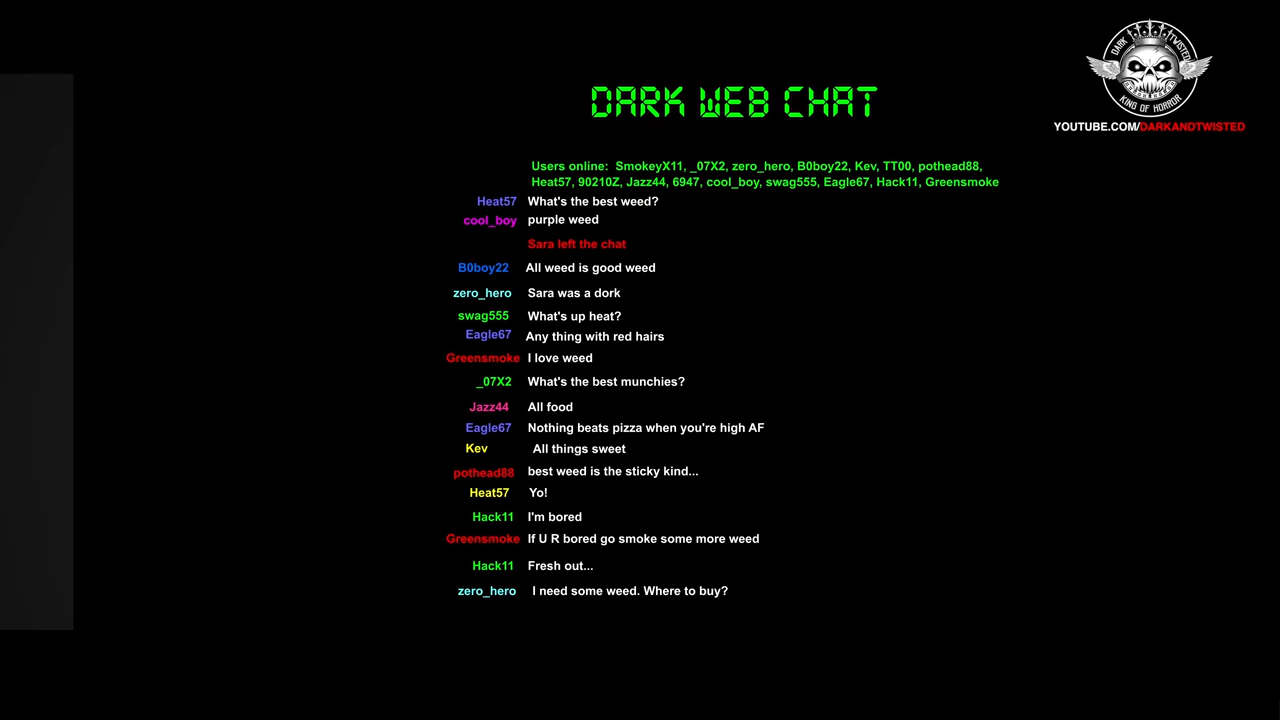 DARK TWISTED
KING OF HORROR
YOUTUBE.COM/DARKANDTWISTED
DARK WEB CHAT
Users online: SmokeyX11, _07X2, zero_hero, B0boy22, Kev, TT00, pothead88,
Heat57, 90210Z, Jazz44, 6947, cool_boy, swag555, Eagle67, Hack11, Greensmoke
Heat57 What's the best weed?
cool_boy purple weed
Sara left the chat
B0boy22 All weed is good weed
zero_hero Sara was a dork
swag555 What's up heat?
Eagle67 Any thing with red hairs
Greensmoke I love weed
_07X2 What's the best munchies?
Jazz44 All food
Eagle67 Nothing beats pizza when you're high AF
Kev All things sweet
pothead88 best weed is the sticky kind...
Heat57 Yo!
Hack11 I'm bored
Greensmoke If U R bored go smoke some more weed
Hack11 Fresh out...
zero_hero I need some weed. Where to buy?